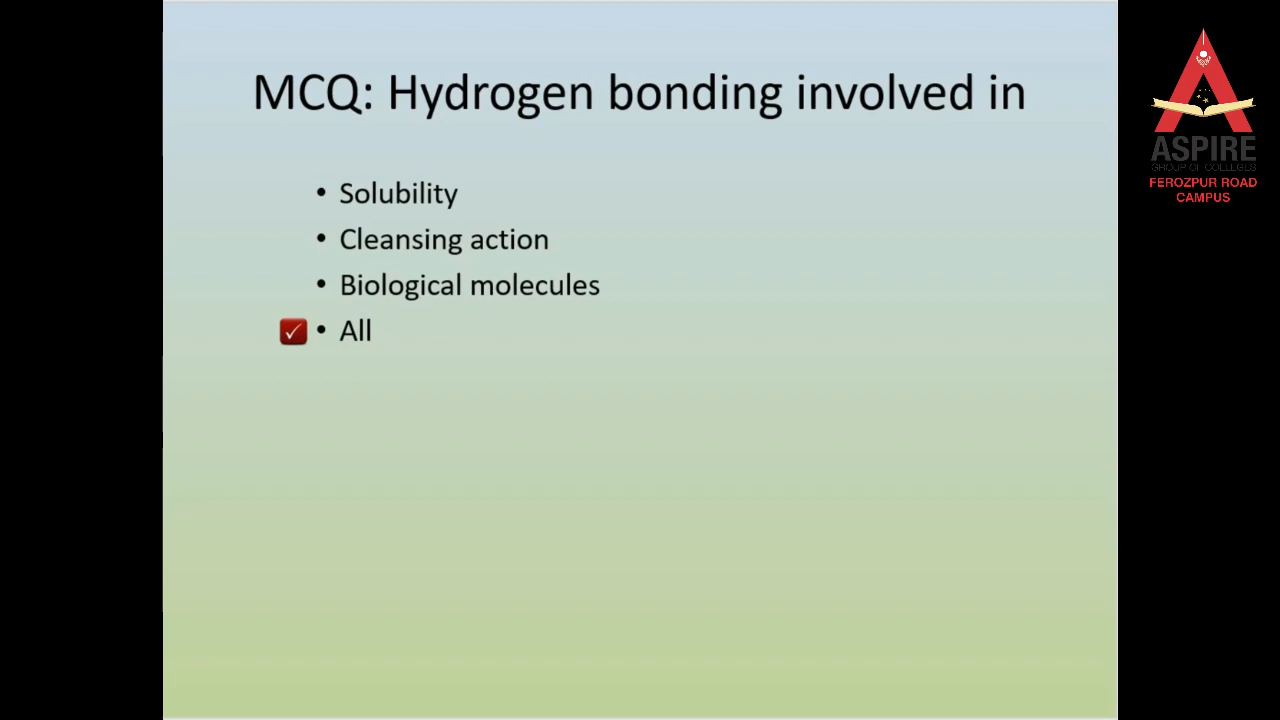 MCQ: Hydrogen bonding involved in
• Solubility
• Cleansing action
• Biological molecules
• All
ASPIRE
GROUP OF COLLEGES
FEROZPUR ROAD
CAMPUS